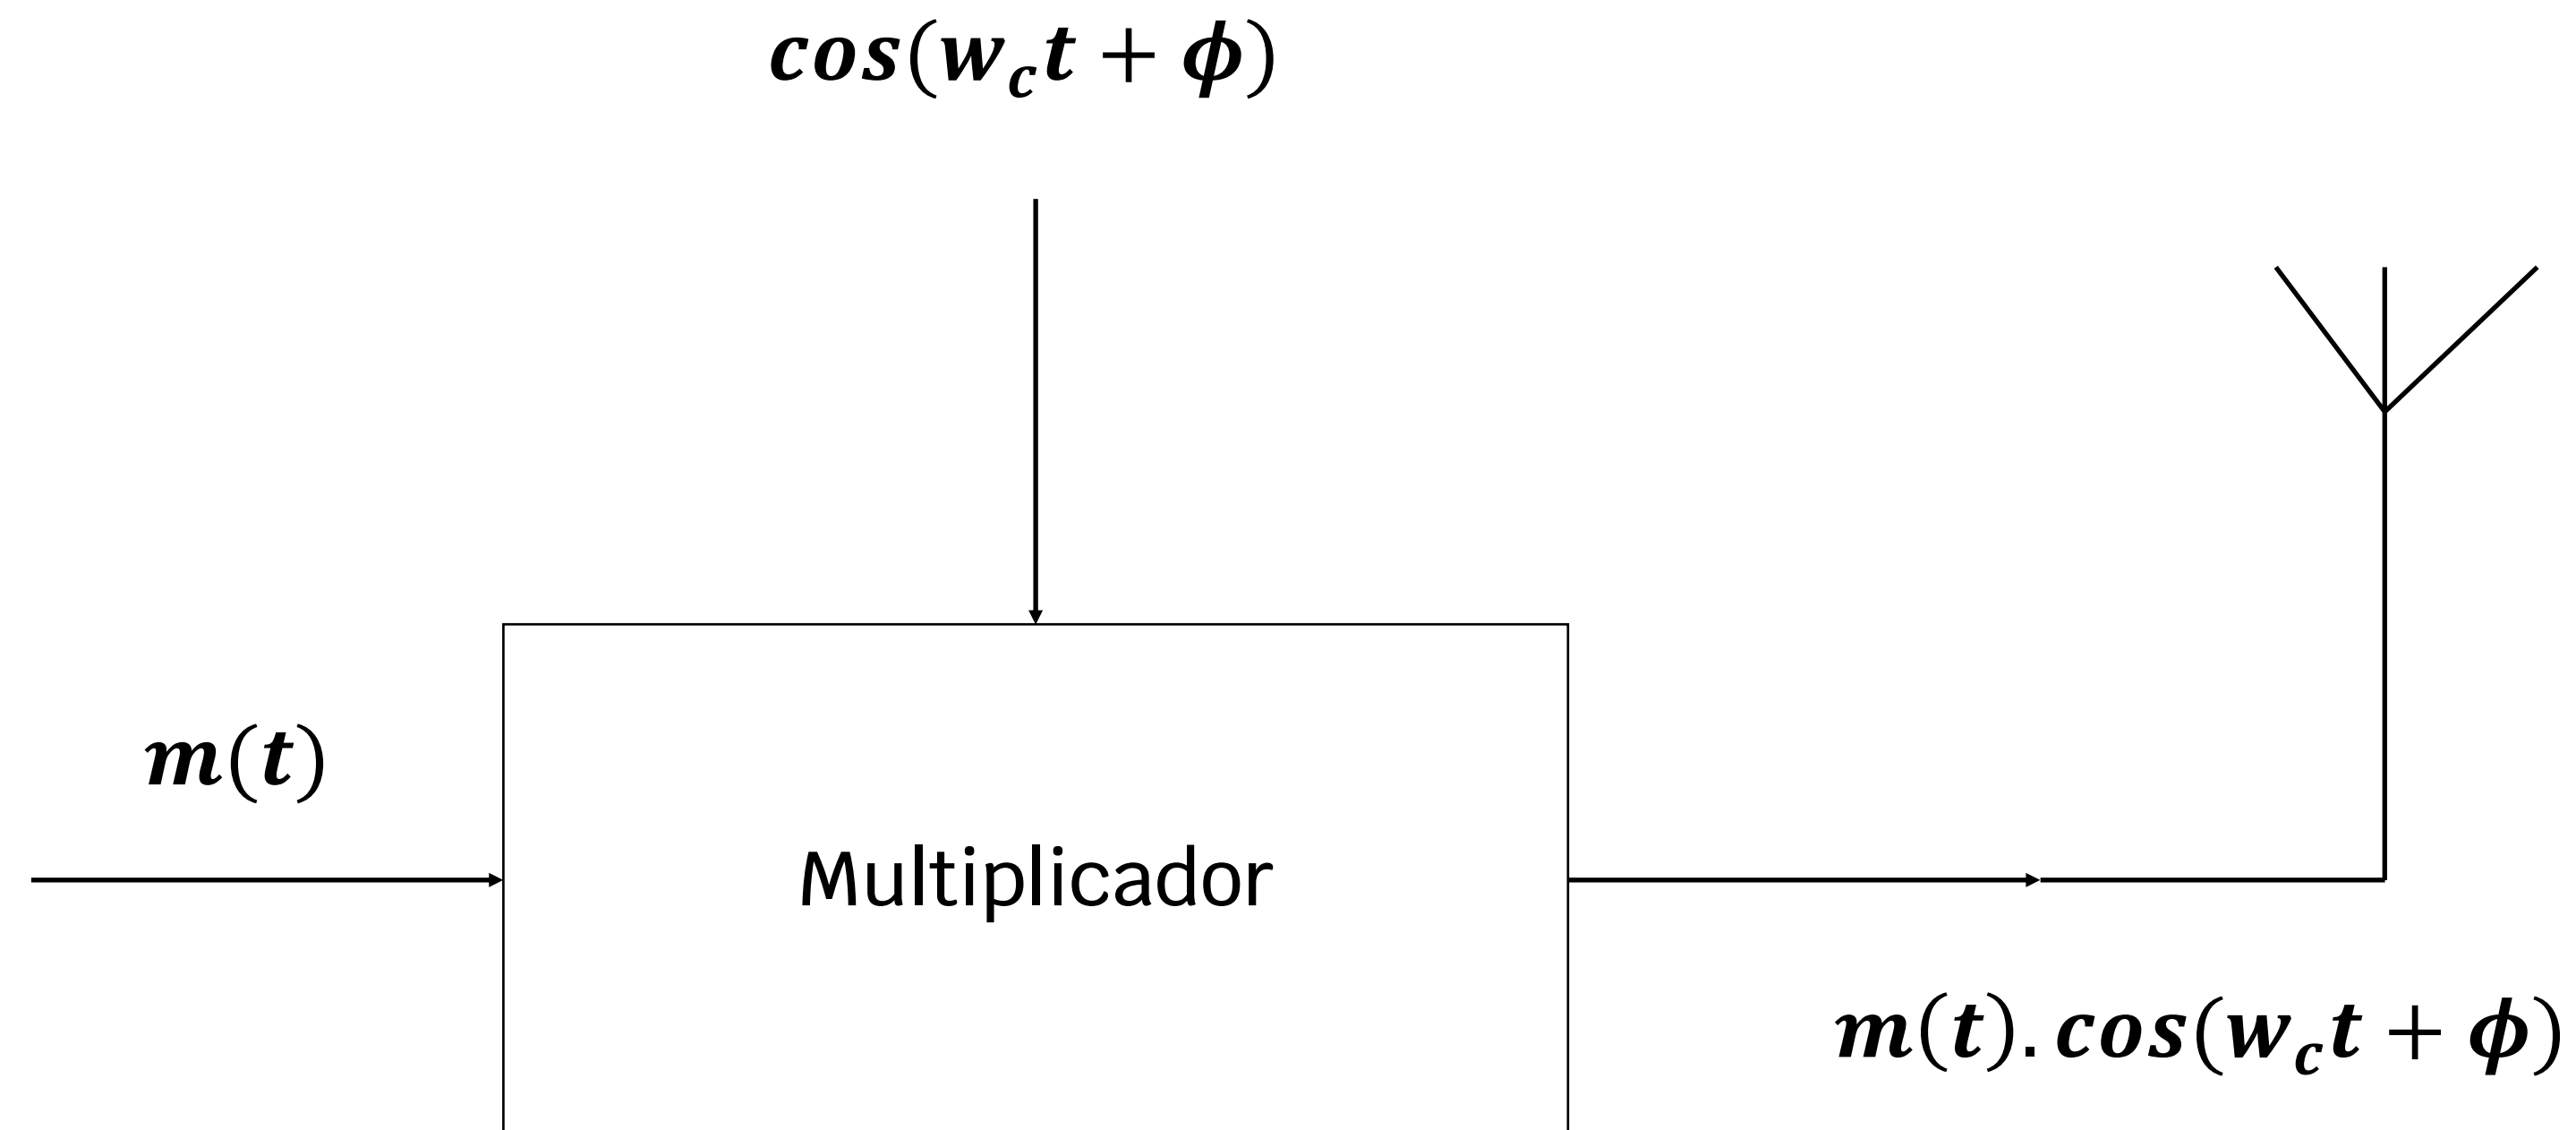 cos(w_c t + ϕ)
m(t)
Multiplicador
m(t). cos(w_c t + ϕ)